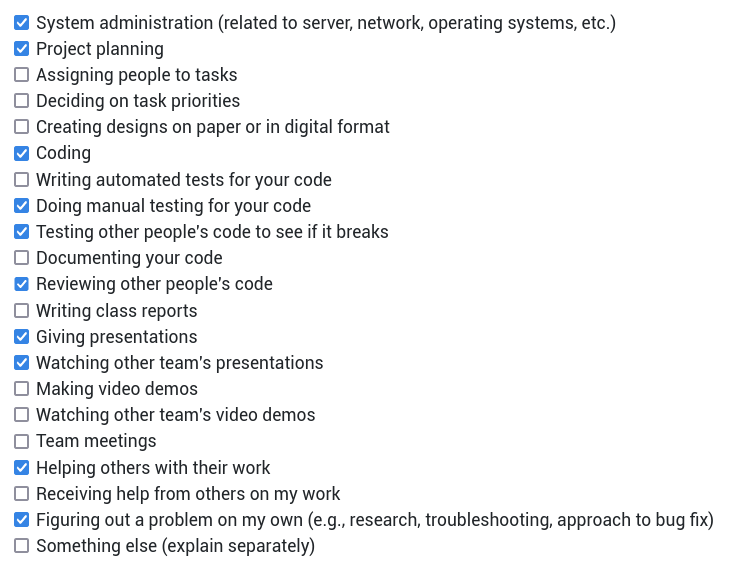 System administration (related to server, network, operating systems, etc.)
Project planning
Assigning people to tasks
Deciding on task priorities
Creating designs on paper or in digital format
Coding
Writing automated tests for your code
Doing manual testing for your code
Testing other people's code to see if it breaks
Documenting your code
Reviewing other people's code
Writing class reports
Giving presentations
Watching other team's presentations
Making video demos
Watching other team's video demos
Team meetings
Helping others with their work
Receiving help from others on my work
Figuring out a problem on my own (e.g., research, troubleshooting, approach to bug fix)
Something else (explain separately)